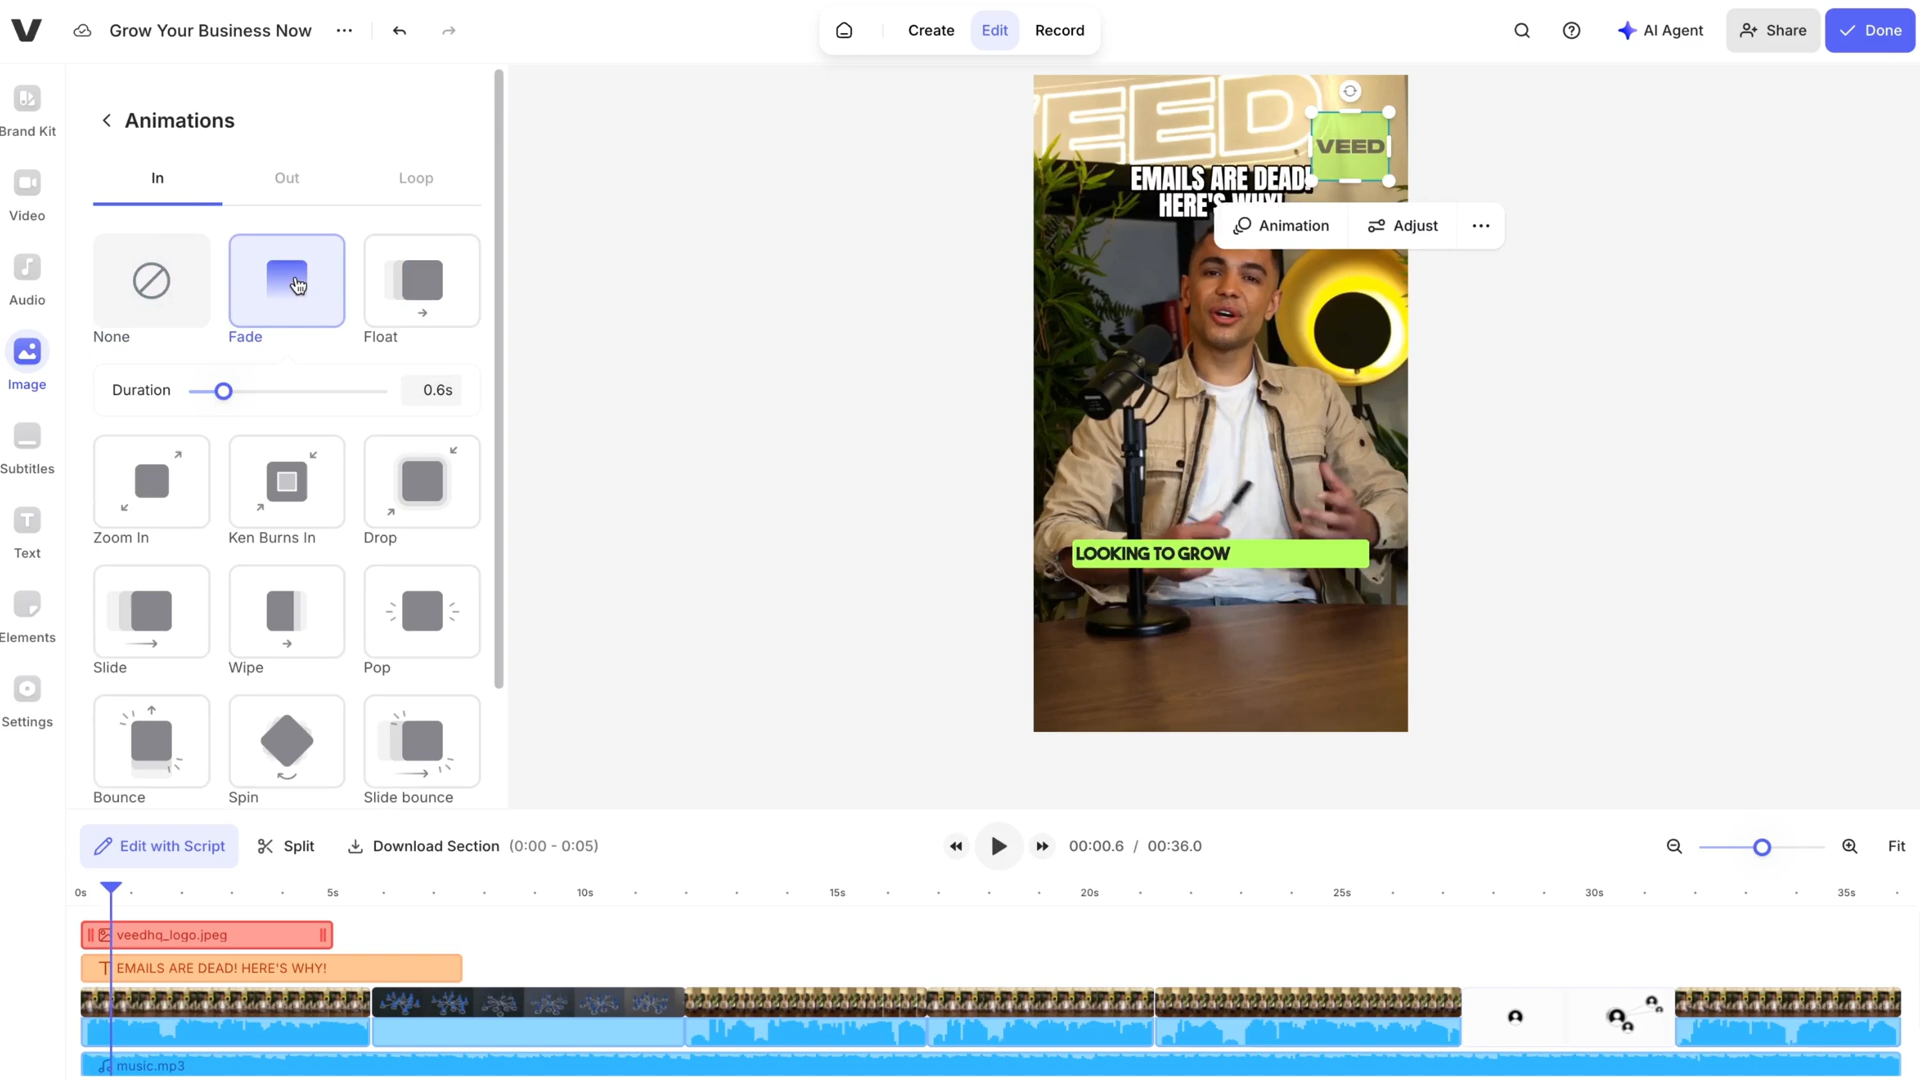 Grow Your Business Now
Create
Edit
Record
AI Agent
Share
Done
Brand Kit
Video
Audio
Image
Subtitles
Text
Elements
Settings
Animations
In
Out
Loop
None
Fade
Float
Duration
0.6s
Zoom In
Ken Burns In
Drop
Slide
Wipe
Pop
Bounce
Spin
Slide bounce
VEED
VEED
EMAILS ARE DEAD!
HERE'S WHY!
Animation
Adjust
LOOKING TO GROW
Edit with Script
Split
Download Section (0:00 - 0:05)
00:00.6 / 00:36.0
Fit
0s
5s
10s
15s
20s
25s
30s
35s
veedhq_logo.jpeg
EMAILS ARE DEAD! HERE'S WHY!
music.mp3